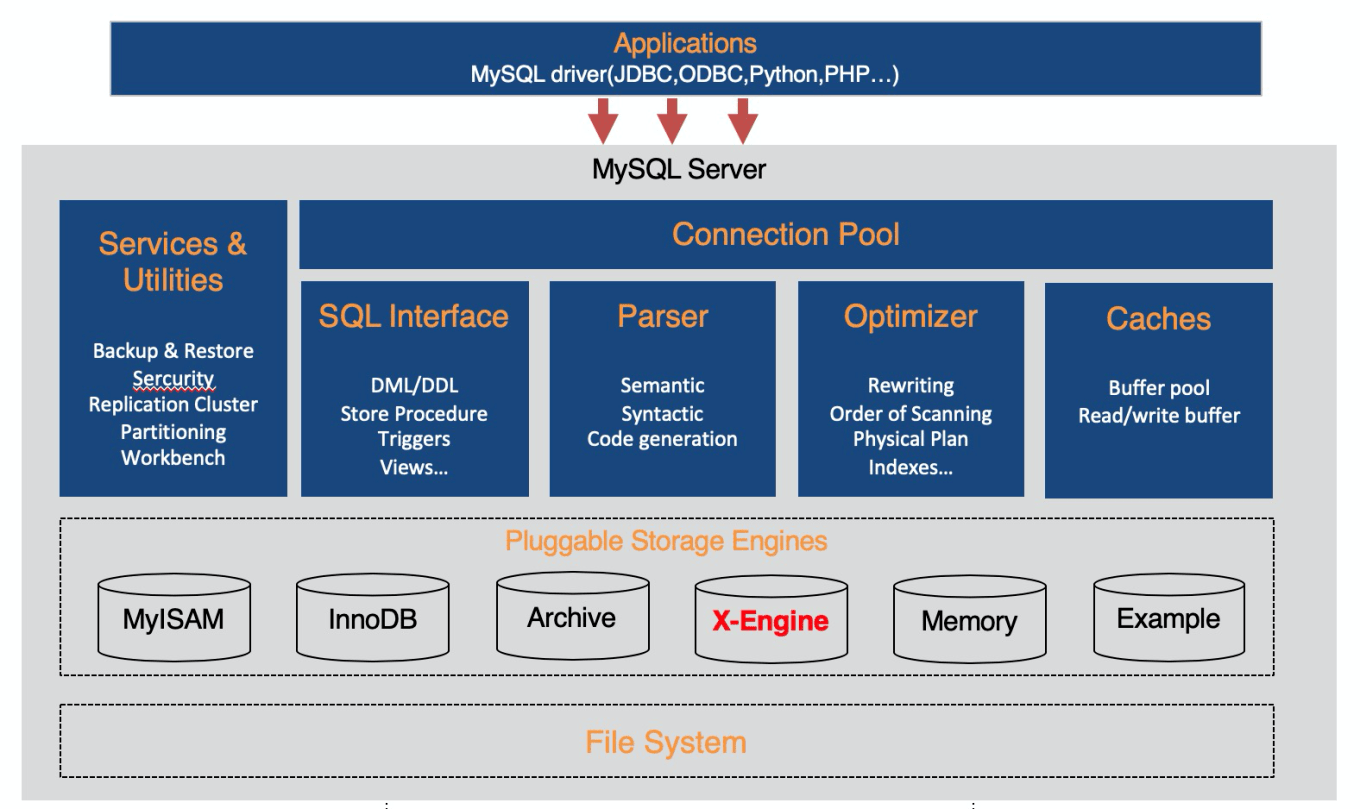 Applications
MySQL driver(JDBC,ODBC,Python,PHP…)
MySQL Server
Services &
Utilities
Backup & Restore
Sercurity
Replication Cluster
Partitioning
Workbench
Connection Pool
SQL Interface
DML/DDL
Store Procedure
Triggers
Views…
Parser
Semantic
Syntactic
Code generation
Optimizer
Rewriting
Order of Scanning
Physical Plan
Indexes…
Caches
Buffer pool
Read/write buffer
Pluggable Storage Engines
MyISAM
InnoDB
Archive
X-Engine
Memory
Example
File System